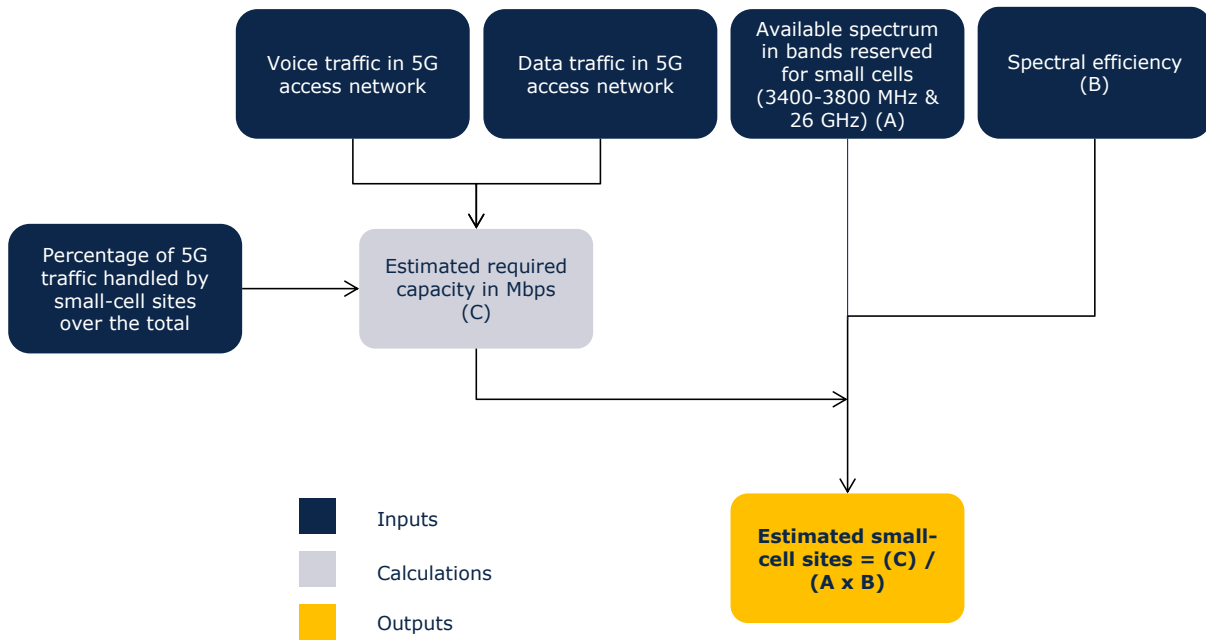 Voice traffic in 5G
access network
Data traffic in 5G
access network
Available spectrum
in bands reserved
for small cells
(3400-3800 MHz &
26 GHz) (A)
Spectral efficiency
(B)
Percentage of 5G
traffic handled by
small-cell sites
over the total
Estimated required
capacity in Mbps
(C)
Inputs
Calculations
Outputs
Estimated small-
cell sites = (C) /
(A x B)